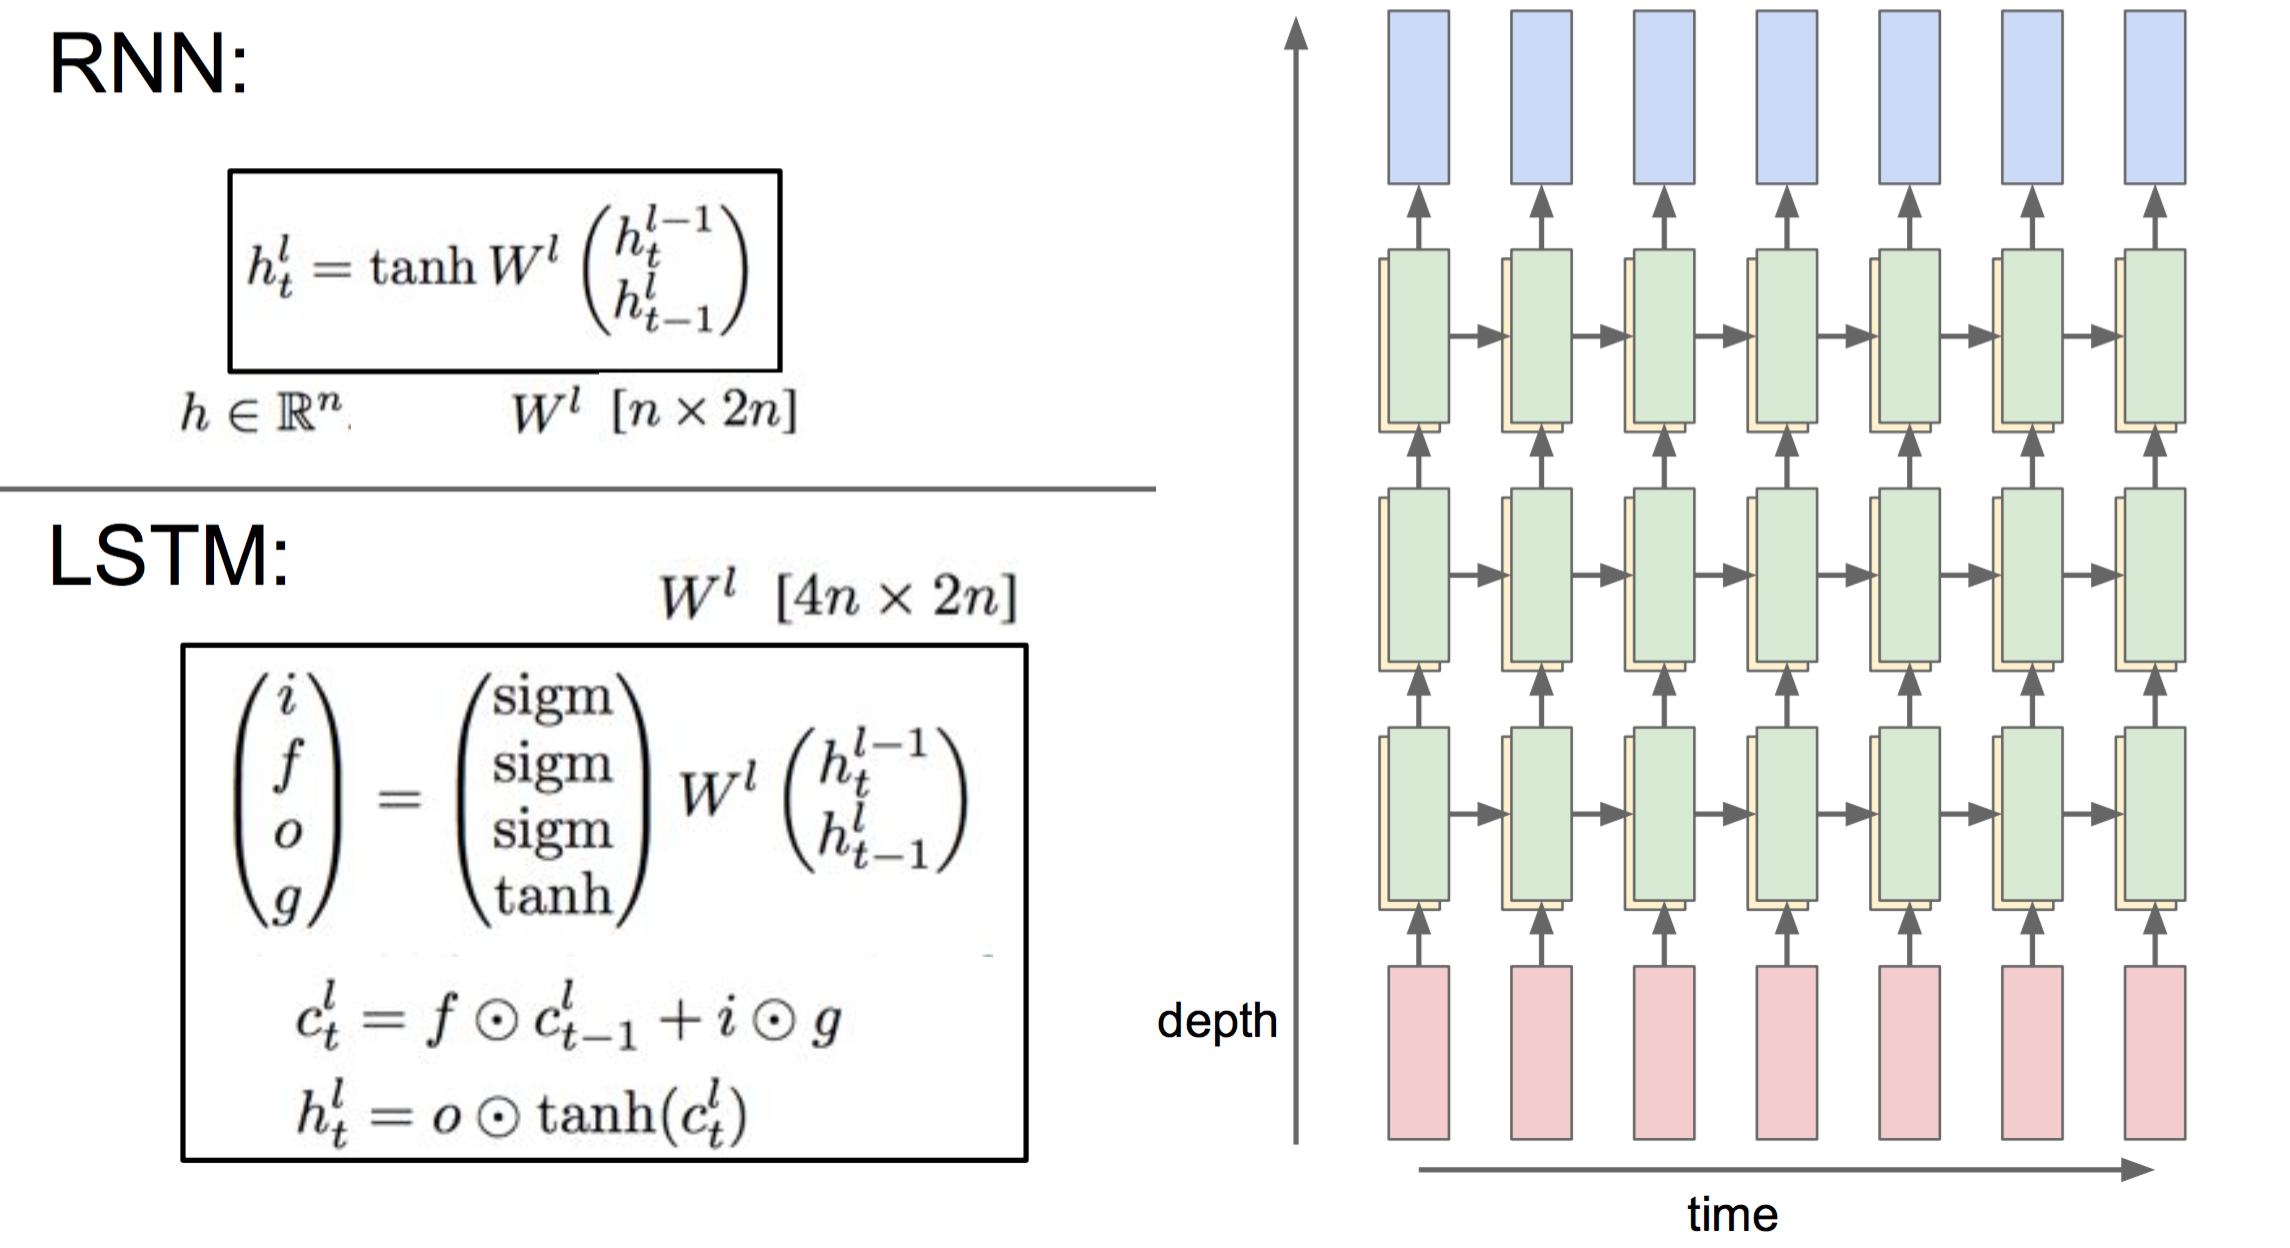 RNN:
$h_t^l = \tanh W^l \begin{pmatrix} h_t^{l-1} \\ h_{t-1}^l \end{pmatrix}$
$h \in \mathbb{R}^n.$ $W^l \ [n \times 2n]$
LSTM:
$W^l \ [4n \times 2n]$
$\begin{pmatrix} i \\ f \\ o \\ g \end{pmatrix} = \begin{pmatrix} \text{sigm} \\ \text{sigm} \\ \text{sigm} \\ \tanh \end{pmatrix} W^l \begin{pmatrix} h_t^{l-1} \\ h_{t-1}^l \end{pmatrix}$
$c_t^l = f \odot c_{t-1}^l + i \odot g$
$h_t^l = o \odot \tanh(c_t^l)$
depth
time